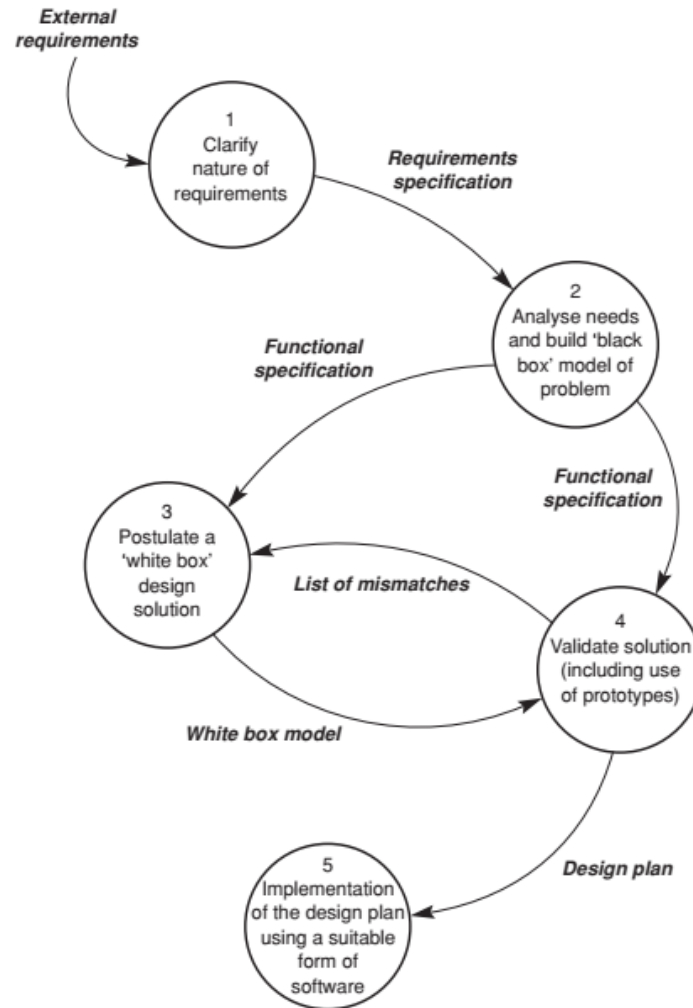 External
requirements
1
Clarify
nature of
requirements
Requirements
specification
2
Analyse needs
and build ‘black
box’ model of
problem
Functional
specification
Functional
specification
3
Postulate a
‘white box’
design
solution
List of mismatches
4
Validate solution
(including use
of prototypes)
White box model
Design plan
5
Implementation
of the design plan
using a suitable
form of
software